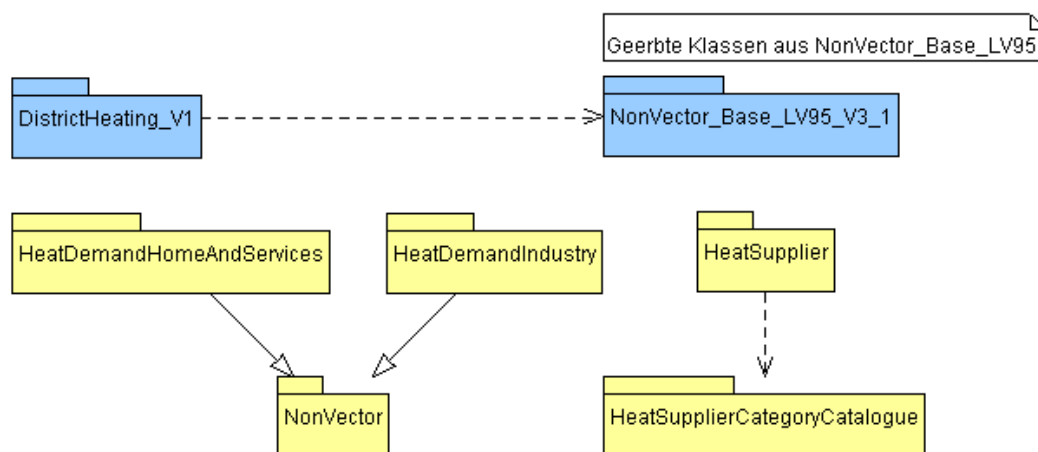 Geerbte Klassen aus NonVector_Base_LV95
DistrictHeating_V1
NonVector_Base_LV95_V3_1
HeatDemandHomeAndServices
HeatDemandIndustry
HeatSupplier
NonVector
HeatSupplierCategoryCatalogue